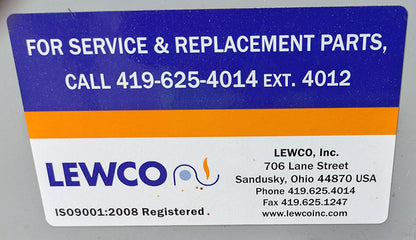 FOR SERVICE & REPLACEMENT PARTS,
CALL 419-625-4014 EXT. 4012
LEWCO
ISO9001:2008 Registered.
LEWCO, Inc.
706 Lane Street
Sandusky, Ohio 44870 USA
Phone 419.625.4014
Fax 419.625.1247
www.lewcoinc.com